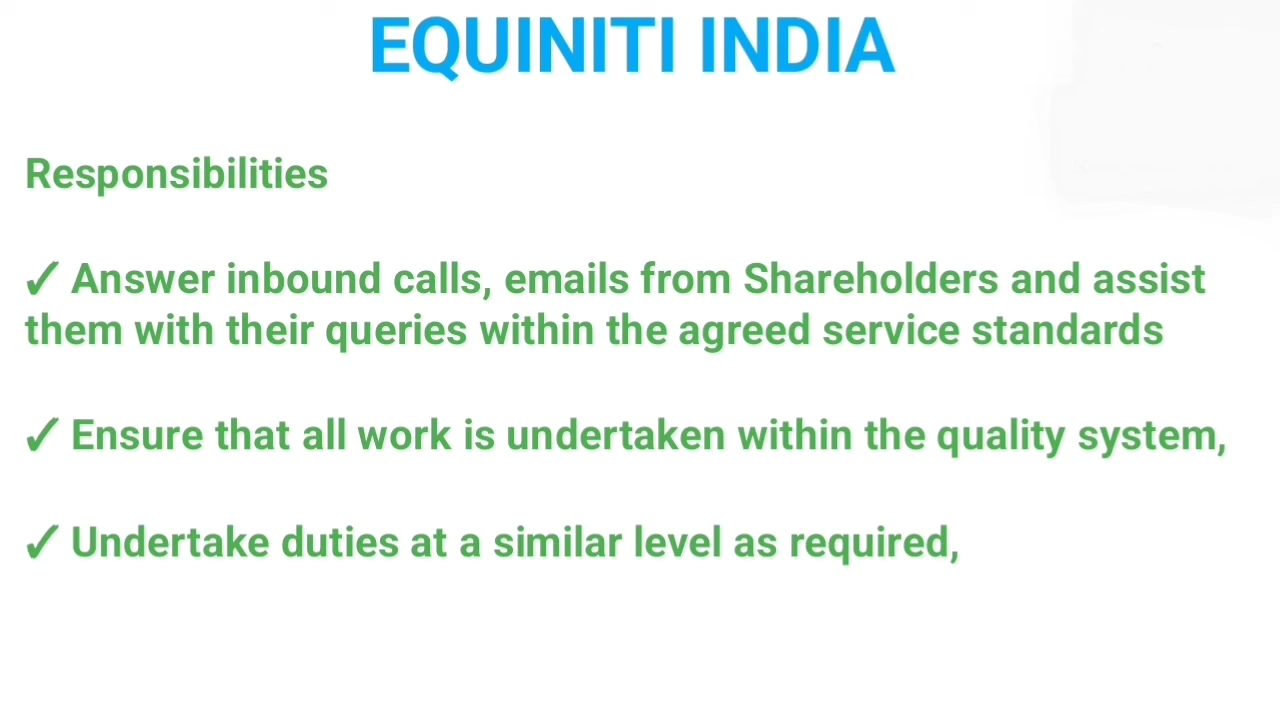 EQUINITI INDIA
Responsibilities
✓ Answer inbound calls, emails from Shareholders and assist
them with their queries within the agreed service standards
✓ Ensure that all work is undertaken within the quality system,
✓ Undertake duties at a similar level as required,